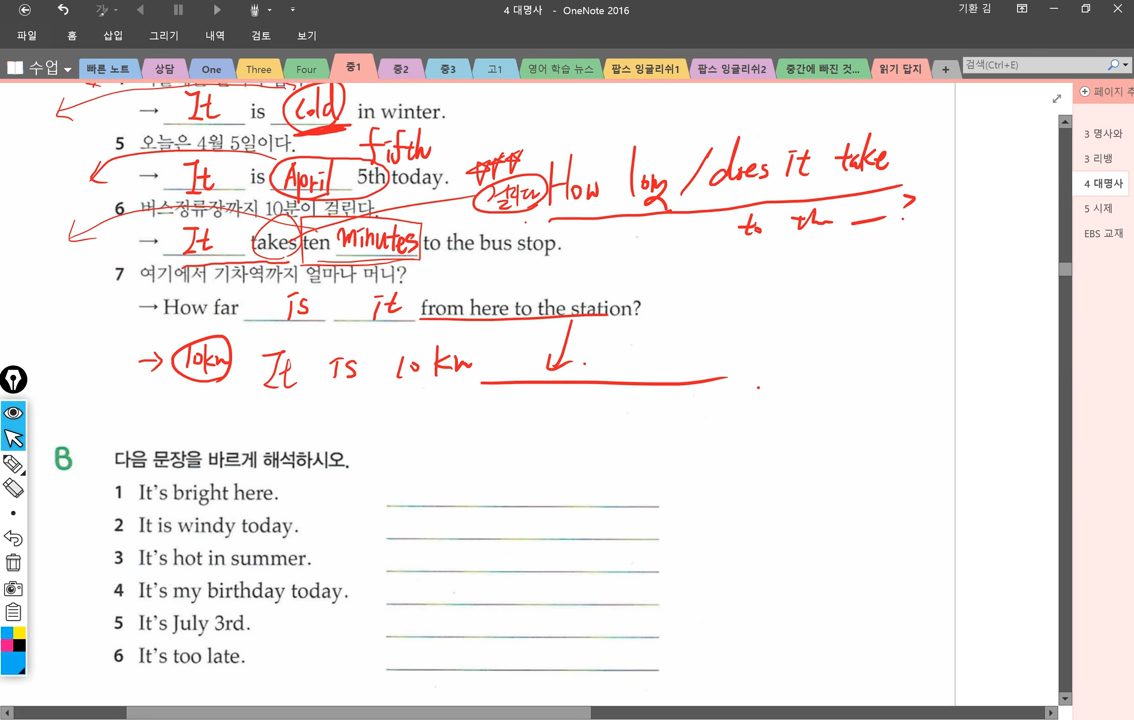 4 대명사 - OneNote 2016
기환 김
파일 홈 삽입 그리기 내역 검토 보기
수업 빠른 노트 상담 One Three Four 중1 중2 중3 고1 영어 학습 뉴스 팝스 잉글리쉬1 팝스 잉글리쉬2 중간에 빠진 것... 읽기 답지 + 검색(Ctrl+E)
페이지 추
3 명사와
3 리뱅
4 대명사
5 시제
EBS 교재
→ It is cold in winter.
5 오늘은 4월 5일이다.
fifth
→ It is April 5th today.
걸리다 How long / does it take
to th ?
6 버스정류장까지 10분이 걸린다.
→ It takes ten minutes to the bus stop.
7 여기에서 기차역까지 얼마나 머니?
→ How far is it from here to the station?
→ 10km It is 10km .
B 다음 문장을 바르게 해석하시오.
1 It's bright here.
2 It is windy today.
3 It's hot in summer.
4 It's my birthday today.
5 It's July 3rd.
6 It's too late.